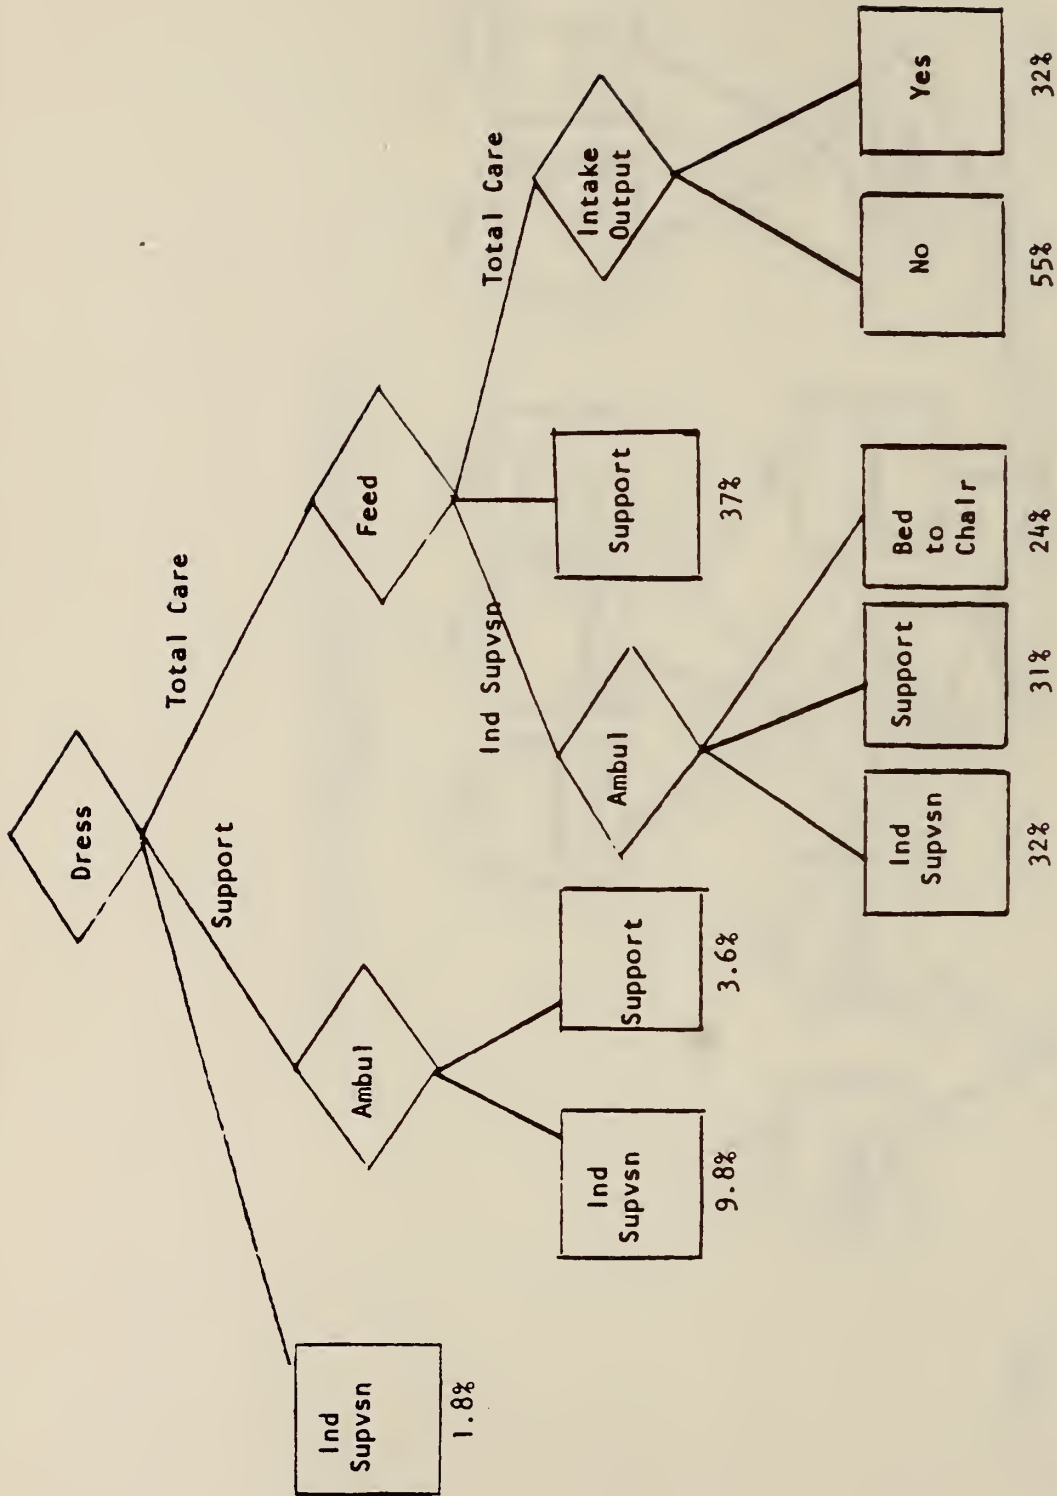 Dress
Total Care
Support
Ind
Supvsn
1.8%
Ambul
Feed
Total Care
Ind Supvsn
Ind
Supvsn
9.8%
Support
3.6%
Ambul
Support
37%
Intake
Output
Ind
Supvsn
32%
Support
31%
Bed
to
Chair
24%
No
55%
Yes
32%